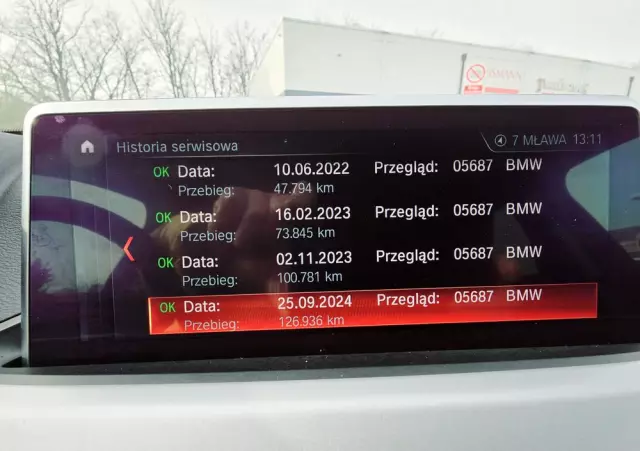 Historia serwisowa
7 MŁAWA 13:11
OK Data: 10.06.2022 Przegląd: 05687 BMW
Przebieg: 47.794 km
OK Data: 16.02.2023 Przegląd: 05687 BMW
Przebieg: 73.845 km
OK Data: 02.11.2023 Przegląd: 05687 BMW
Przebieg: 100.781 km
OK Data: 25.09.2024 Przegląd: 05687 BMW
Przebieg: 126.936 km